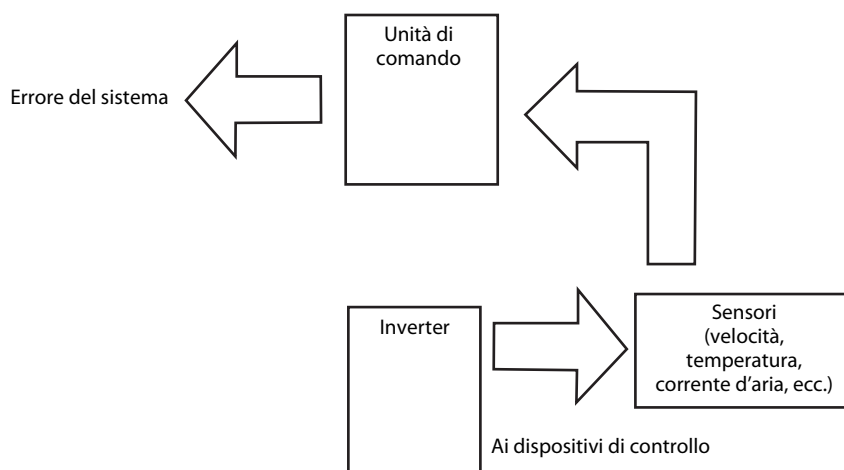 Unità di
comando
Errore del sistema
Inverter
Sensori
(velocità,
temperatura,
corrente d’aria, ecc.)
Ai dispositivi di controllo